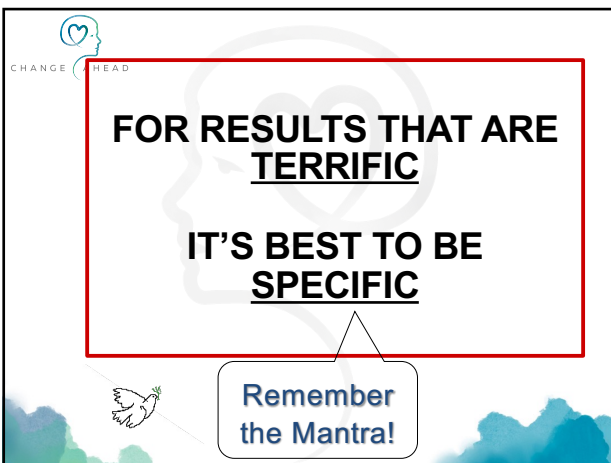 CHANGE AHEAD
FOR RESULTS THAT ARE
TERRIFIC
IT’S BEST TO BE
SPECIFIC
Remember
the Mantra!